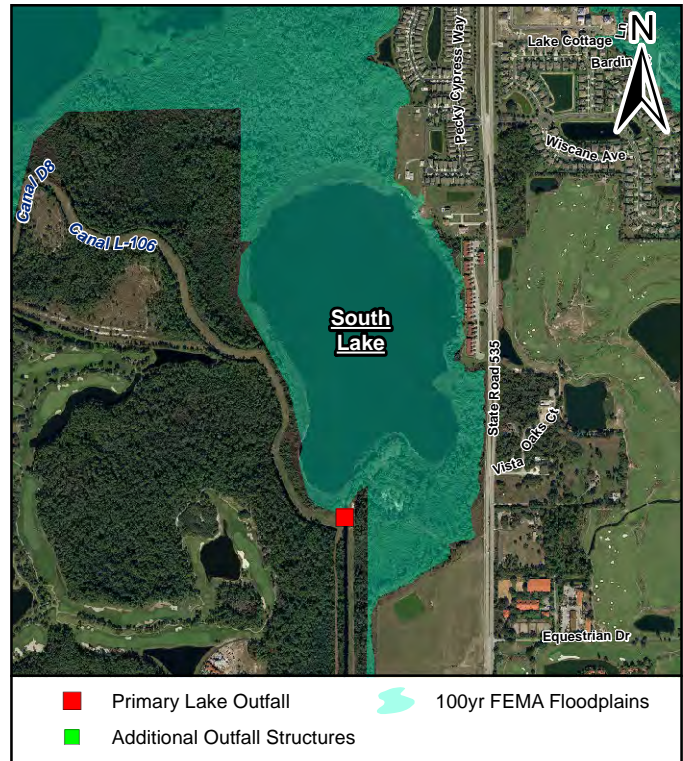 Lake Cottage Ln
N
Pecky Cypress Way
Wiscane Ave
Canal D8
Canal L-106
South
Lake
State Road 535
Vista Oaks Ct
Equestrian Dr
Primary Lake Outfall
100yr FEMA Floodplains
Additional Outfall Structures